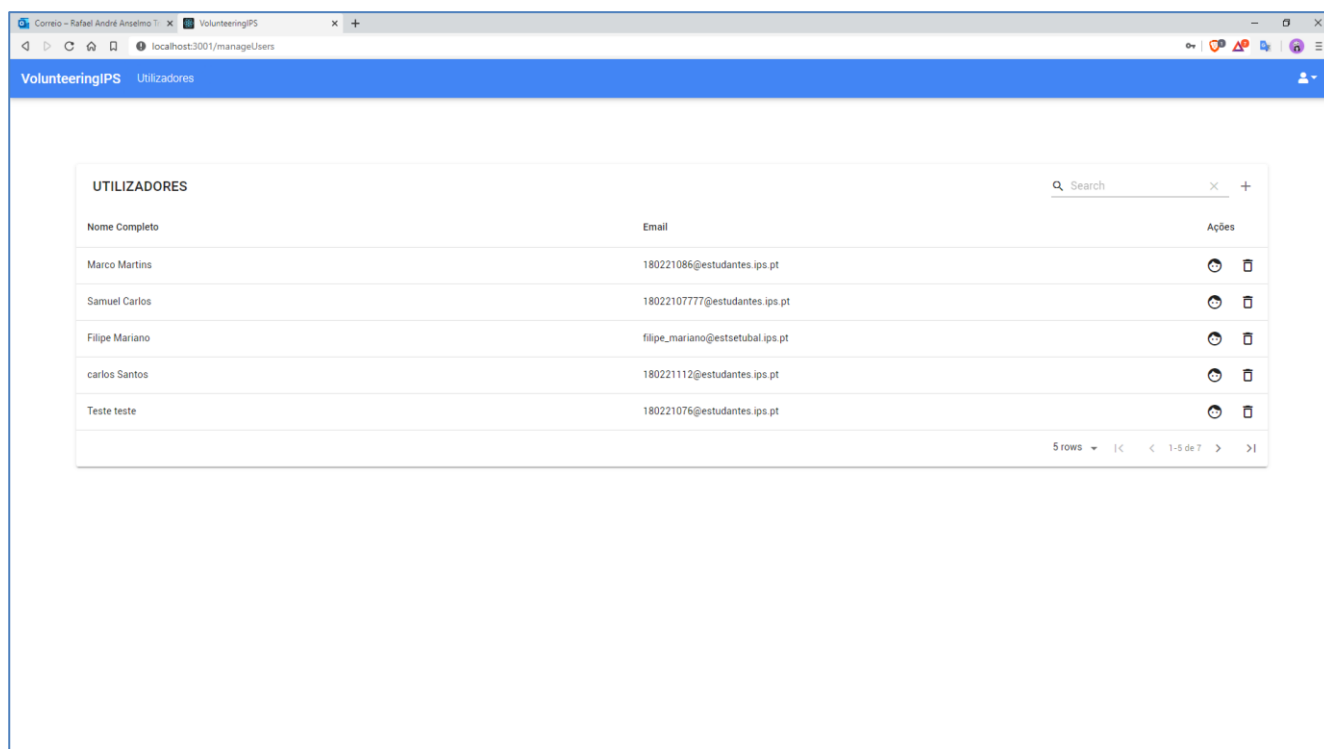 Correio – Rafael André Anselmo Tr
VolunteeringIPS
localhost:3001/manageUsers
VolunteeringIPS Utilizadores
UTILIZADORES
Search
Nome Completo Email Ações
Marco Martins 180221086@estudantes.ips.pt
Samuel Carlos 18022107777@estudantes.ips.pt
Filipe Mariano filipe_mariano@estsetubal.ips.pt
carlos Santos 180221112@estudantes.ips.pt
Teste teste 180221076@estudantes.ips.pt
5 rows 1-5 de 7